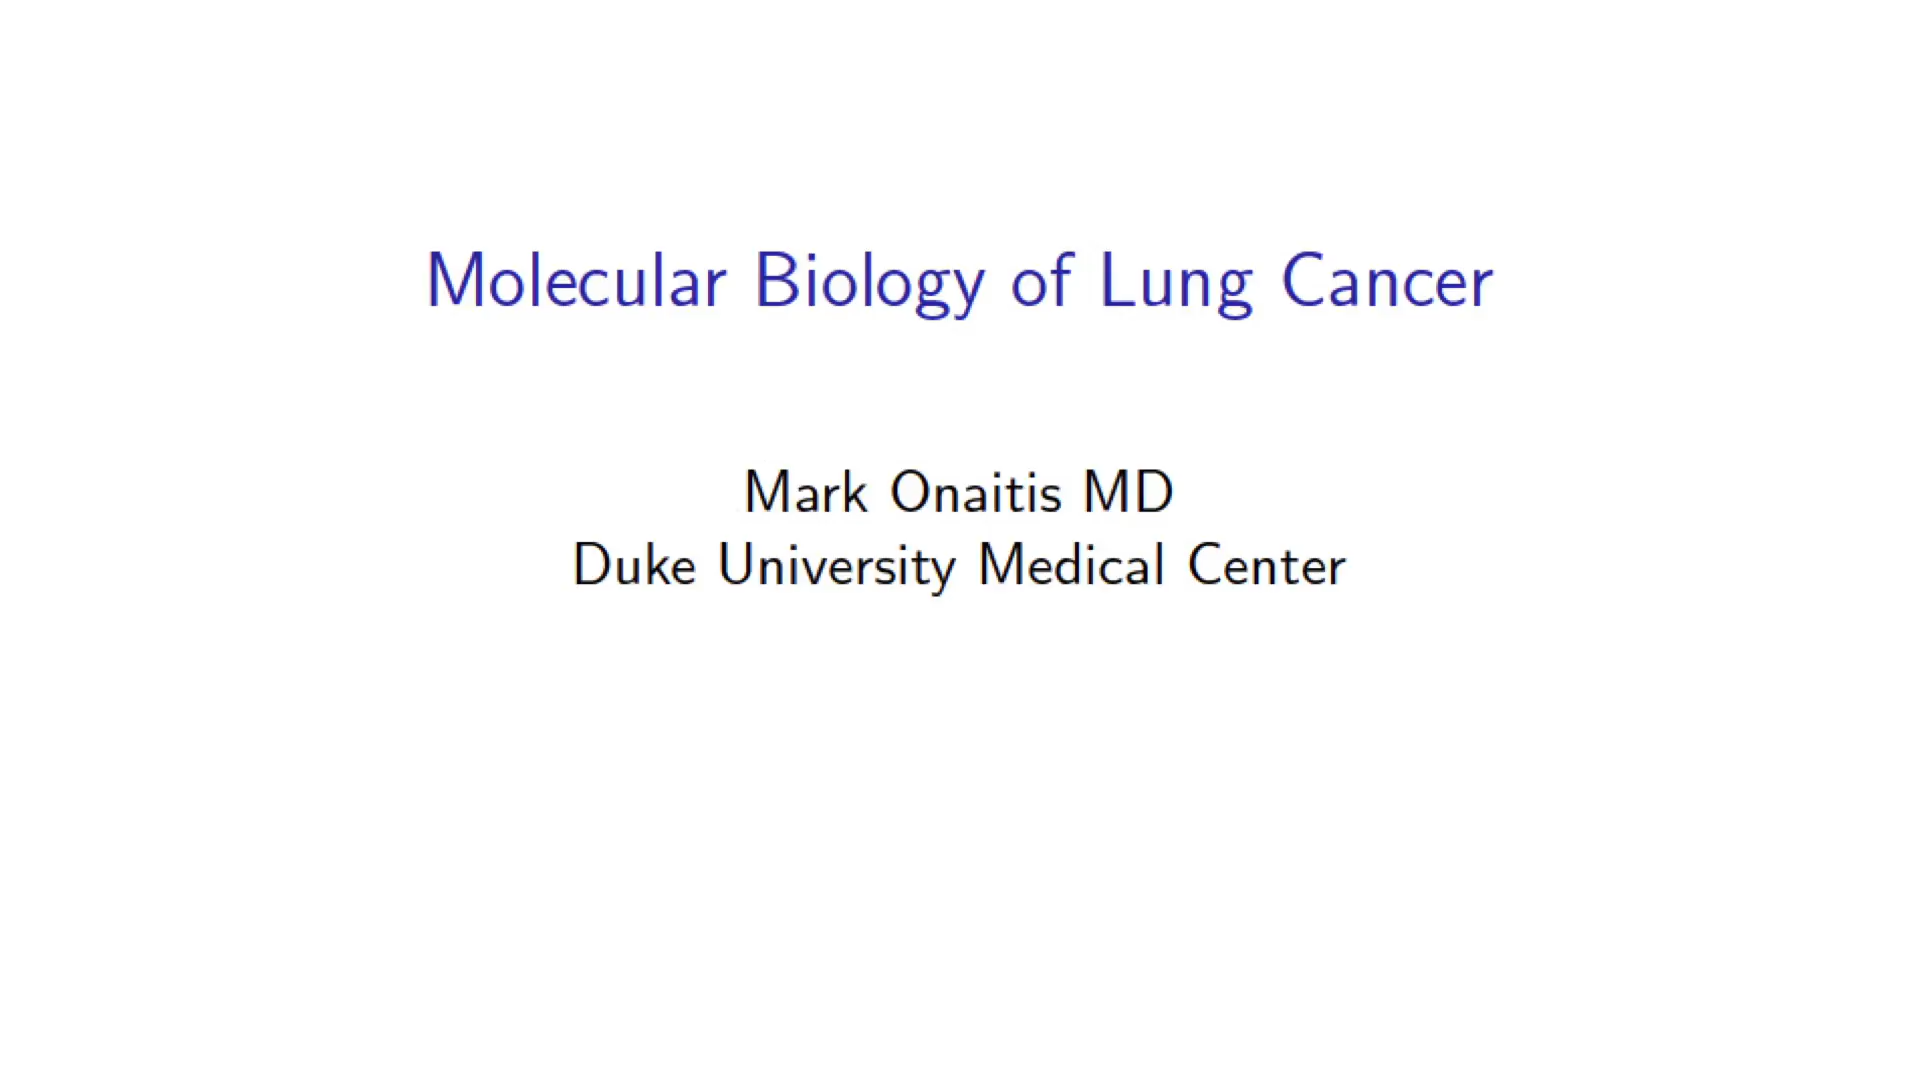 Molecular Biology of Lung Cancer
Mark Onaitis MD
Duke University Medical Center